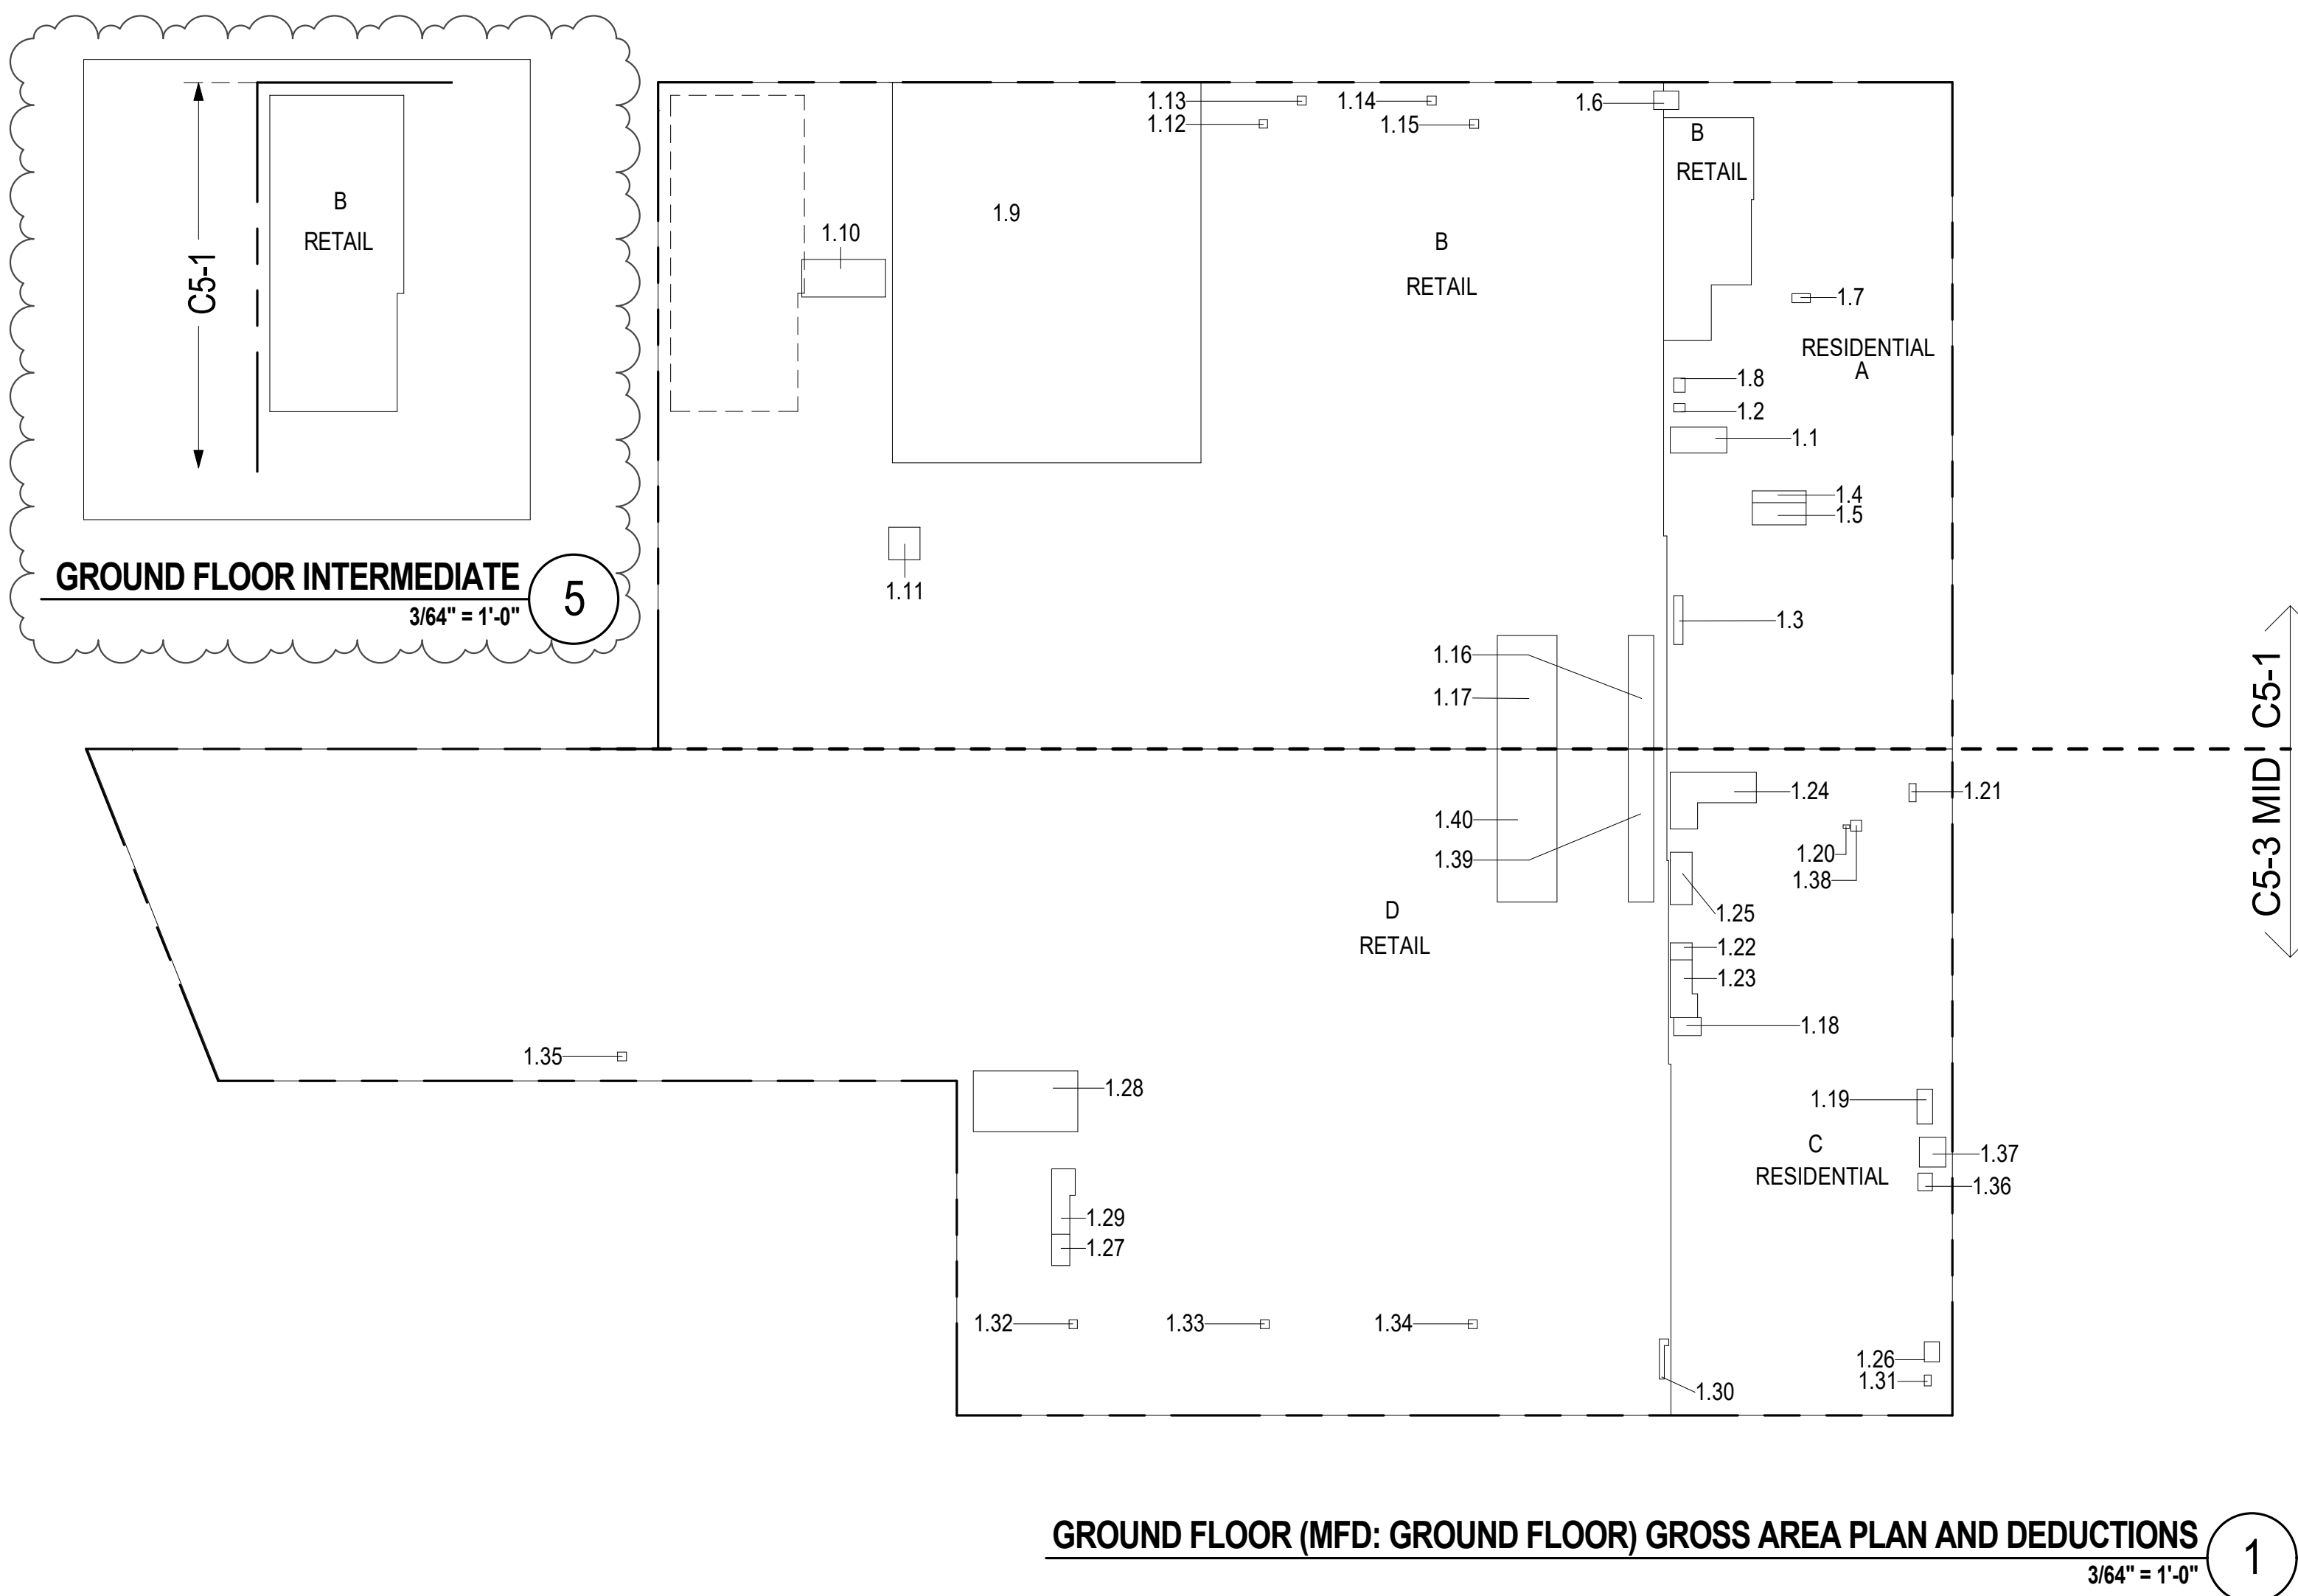 C5-1
B
RETAIL
GROUND FLOOR INTERMEDIATE
3/64" = 1'-0"
5
1.13
1.12
1.14
1.15
1.6
B
RETAIL
1.9
1.10
B
RETAIL
1.7
RESIDENTIAL
A
1.8
1.2
1.1
1.4
1.5
1.11
1.3
1.16
1.17
C5-3 MID C5-1
1.24
1.21
1.40
1.39
1.20
1.38
D
RETAIL
1.25
1.22
1.23
1.18
1.35
1.28
1.19
C
RESIDENTIAL
1.37
1.36
1.29
1.27
1.32
1.33
1.34
1.26
1.31
1.30
GROUND FLOOR (MFD: GROUND FLOOR) GROSS AREA PLAN AND DEDUCTIONS
3/64" = 1'-0"
1